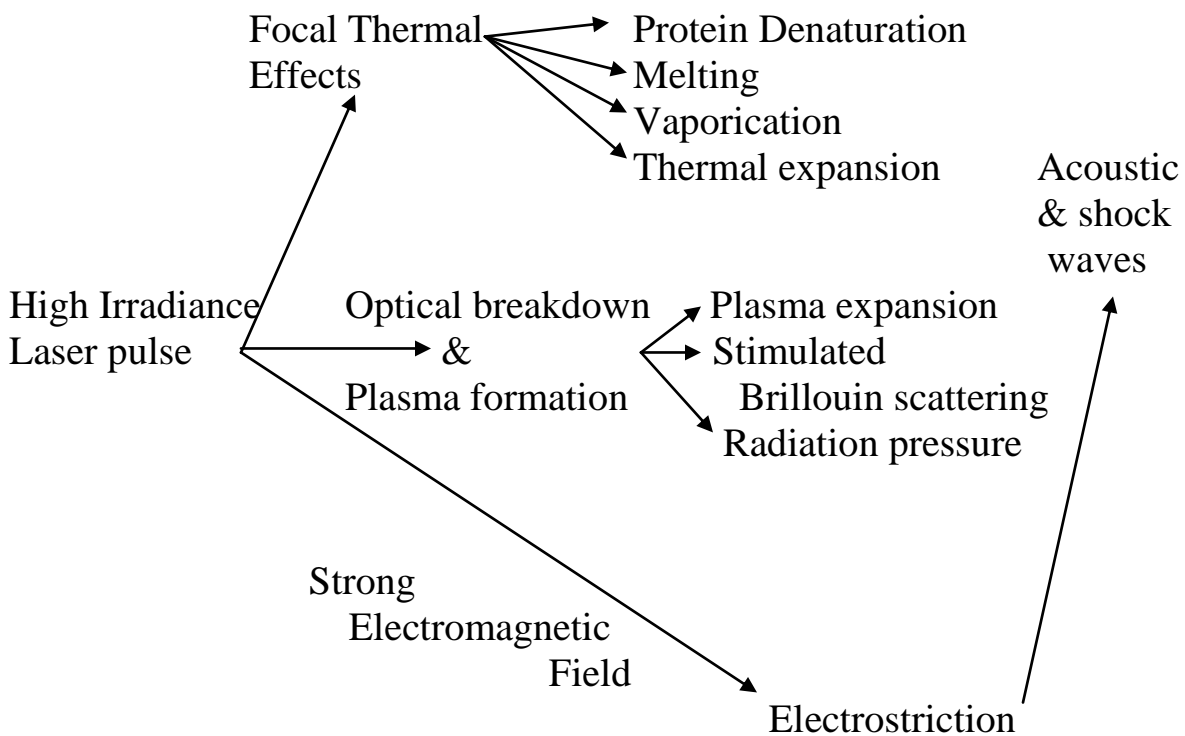 Focal Thermal
Effects
Protein Denaturation
Melting
Vaporication
Thermal expansion
Acoustic
& shock
waves
High Irradiance
Laser pulse
Optical breakdown
&
Plasma formation
Plasma expansion
Stimulated
Brillouin scattering
Radiation pressure
Strong
Electromagnetic
Field
Electrostriction